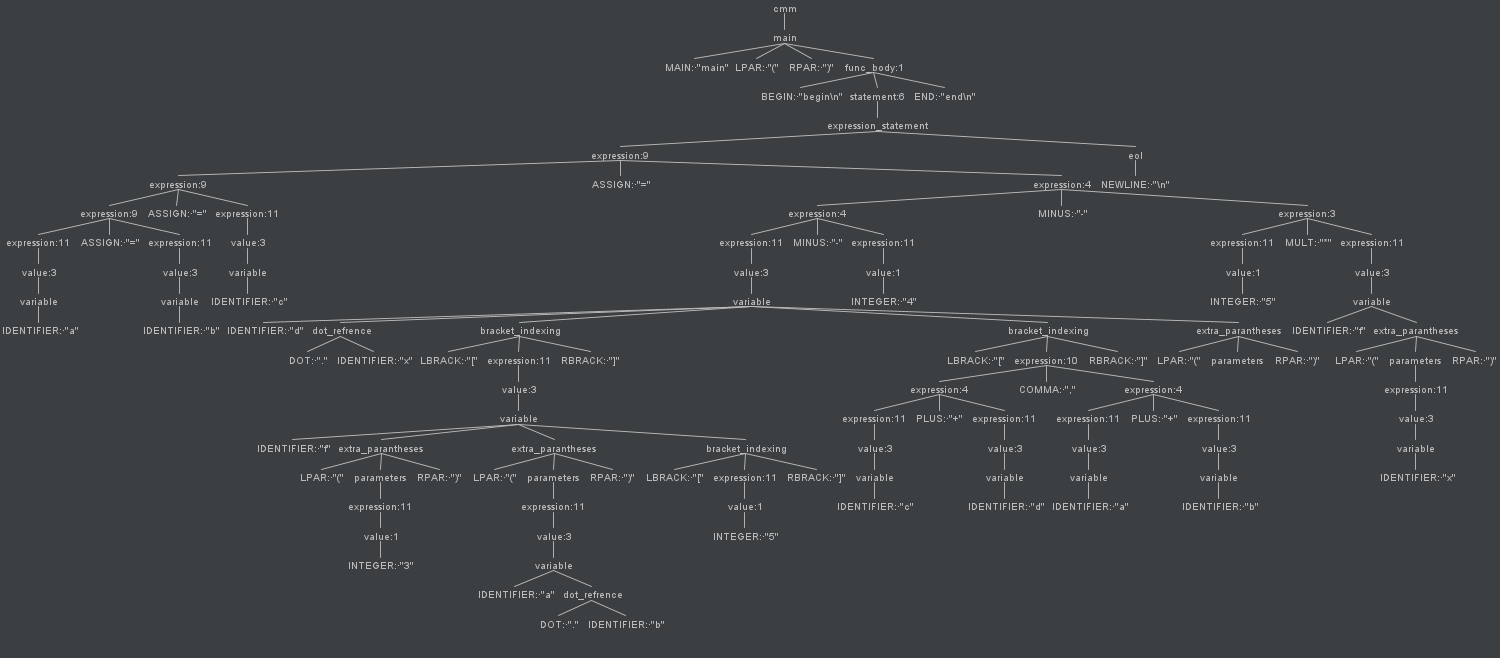 cmm
main
MAIN:·"main" LPAR:·"(" RPAR:·")" func_body:1
BEGIN:·"begin\n" statement:6 END:·"end\n"
expression_statement
expression:9 eol
expression:9 ASSIGN:·"=" expression:4 NEWLINE:·"\n"
expression:9 ASSIGN:·"=" expression:11 expression:4 MINUS:·"-" expression:3
expression:11 ASSIGN:·"=" expression:11 value:3 expression:11 MINUS:·"-" expression:11 expression:11 MULT:·"*" expression:11
value:3 value:3 variable value:3 value:1 value:1 value:3
variable variable IDENTIFIER:·"c" variable INTEGER:·"4" INTEGER:·"5" variable
IDENTIFIER:·"a" IDENTIFIER:·"b" IDENTIFIER:·"d" dot_refrence bracket_indexing bracket_indexing extra_parantheses IDENTIFIER:·"f" extra_parantheses
DOT:·"." IDENTIFIER:·"x" LBRACK:·"[" expression:11 RBRACK:·"]" LBRACK:·"[" expression:10 RBRACK:·"]" LPAR:·"(" parameters RPAR:·")" LPAR:·"(" parameters RPAR:·")"
value:3 expression:4 COMMA:·"," expression:4 expression:11
variable expression:11 PLUS:·"+" expression:11 expression:11 PLUS:·"+" expression:11 value:3
IDENTIFIER:·"f" extra_parantheses extra_parantheses bracket_indexing value:3 value:3 value:3 value:3 variable
LPAR:·"(" parameters RPAR:·")" LPAR:·"(" parameters RPAR:·")" LBRACK:·"[" expression:11 RBRACK:·"]" variable variable variable variable IDENTIFIER:·"x"
expression:11 expression:11 value:1 IDENTIFIER:·"c" IDENTIFIER:·"d" IDENTIFIER:·"a" IDENTIFIER:·"b"
value:1 value:3 INTEGER:·"5"
INTEGER:·"3" variable
IDENTIFIER:·"a" dot_refrence
DOT:·"." IDENTIFIER:·"b"